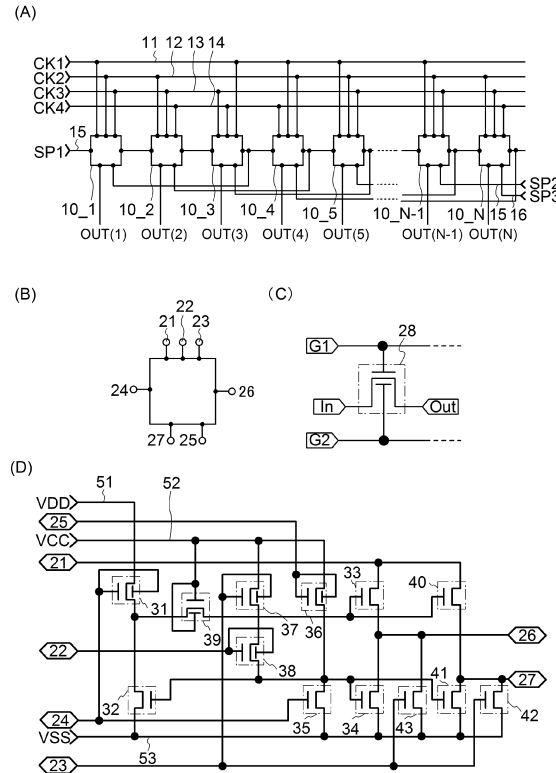 (A)
11 12 13 14
CK1
CK2
CK3
CK4
15
SP1
SP2
SP3
10_1 10_2 10_3 10_4 10_5 10_N-1 10_N 15 16
OUT(1) OUT(2) OUT(3) OUT(4) OUT(5) OUT(N-1) OUT(N)
(B)
22
21 23
24 26
27 25
(C)
28
G1
In Out
G2
(D)
51 52
VDD
25
VCC
21
33 40
31 39 37 36
26
22
38
27
32 41
24
35 34 43 42
VSS
53
23